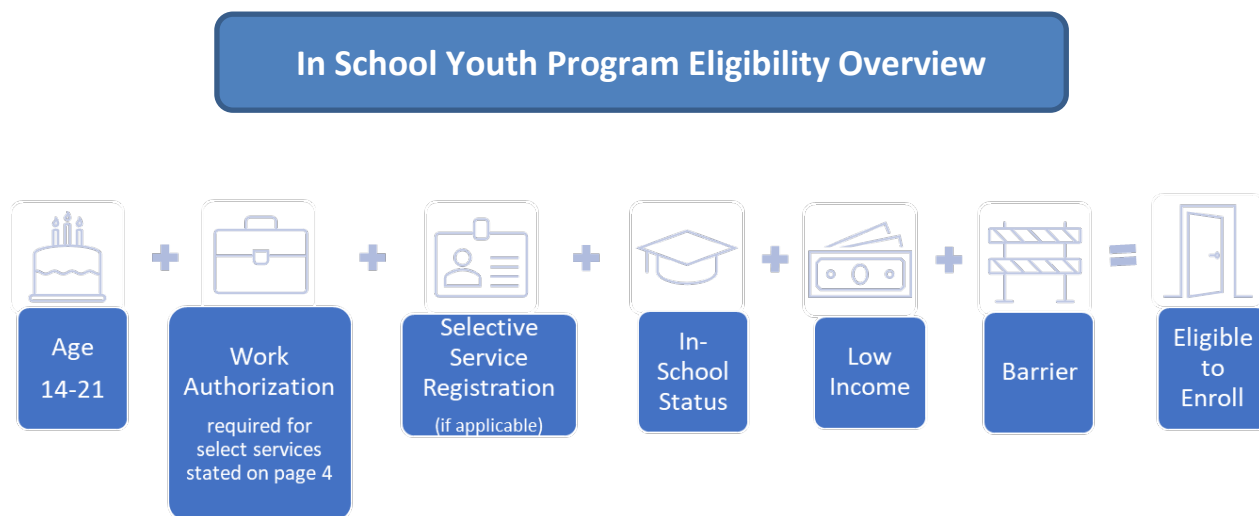 In School Youth Program Eligibility Overview
Age
14-21
Work
Authorization
required for
select services
stated on page 4
Selective
Service
Registration
(if applicable)
In-
School
Status
Low
Income
Barrier
Eligible
to
Enroll